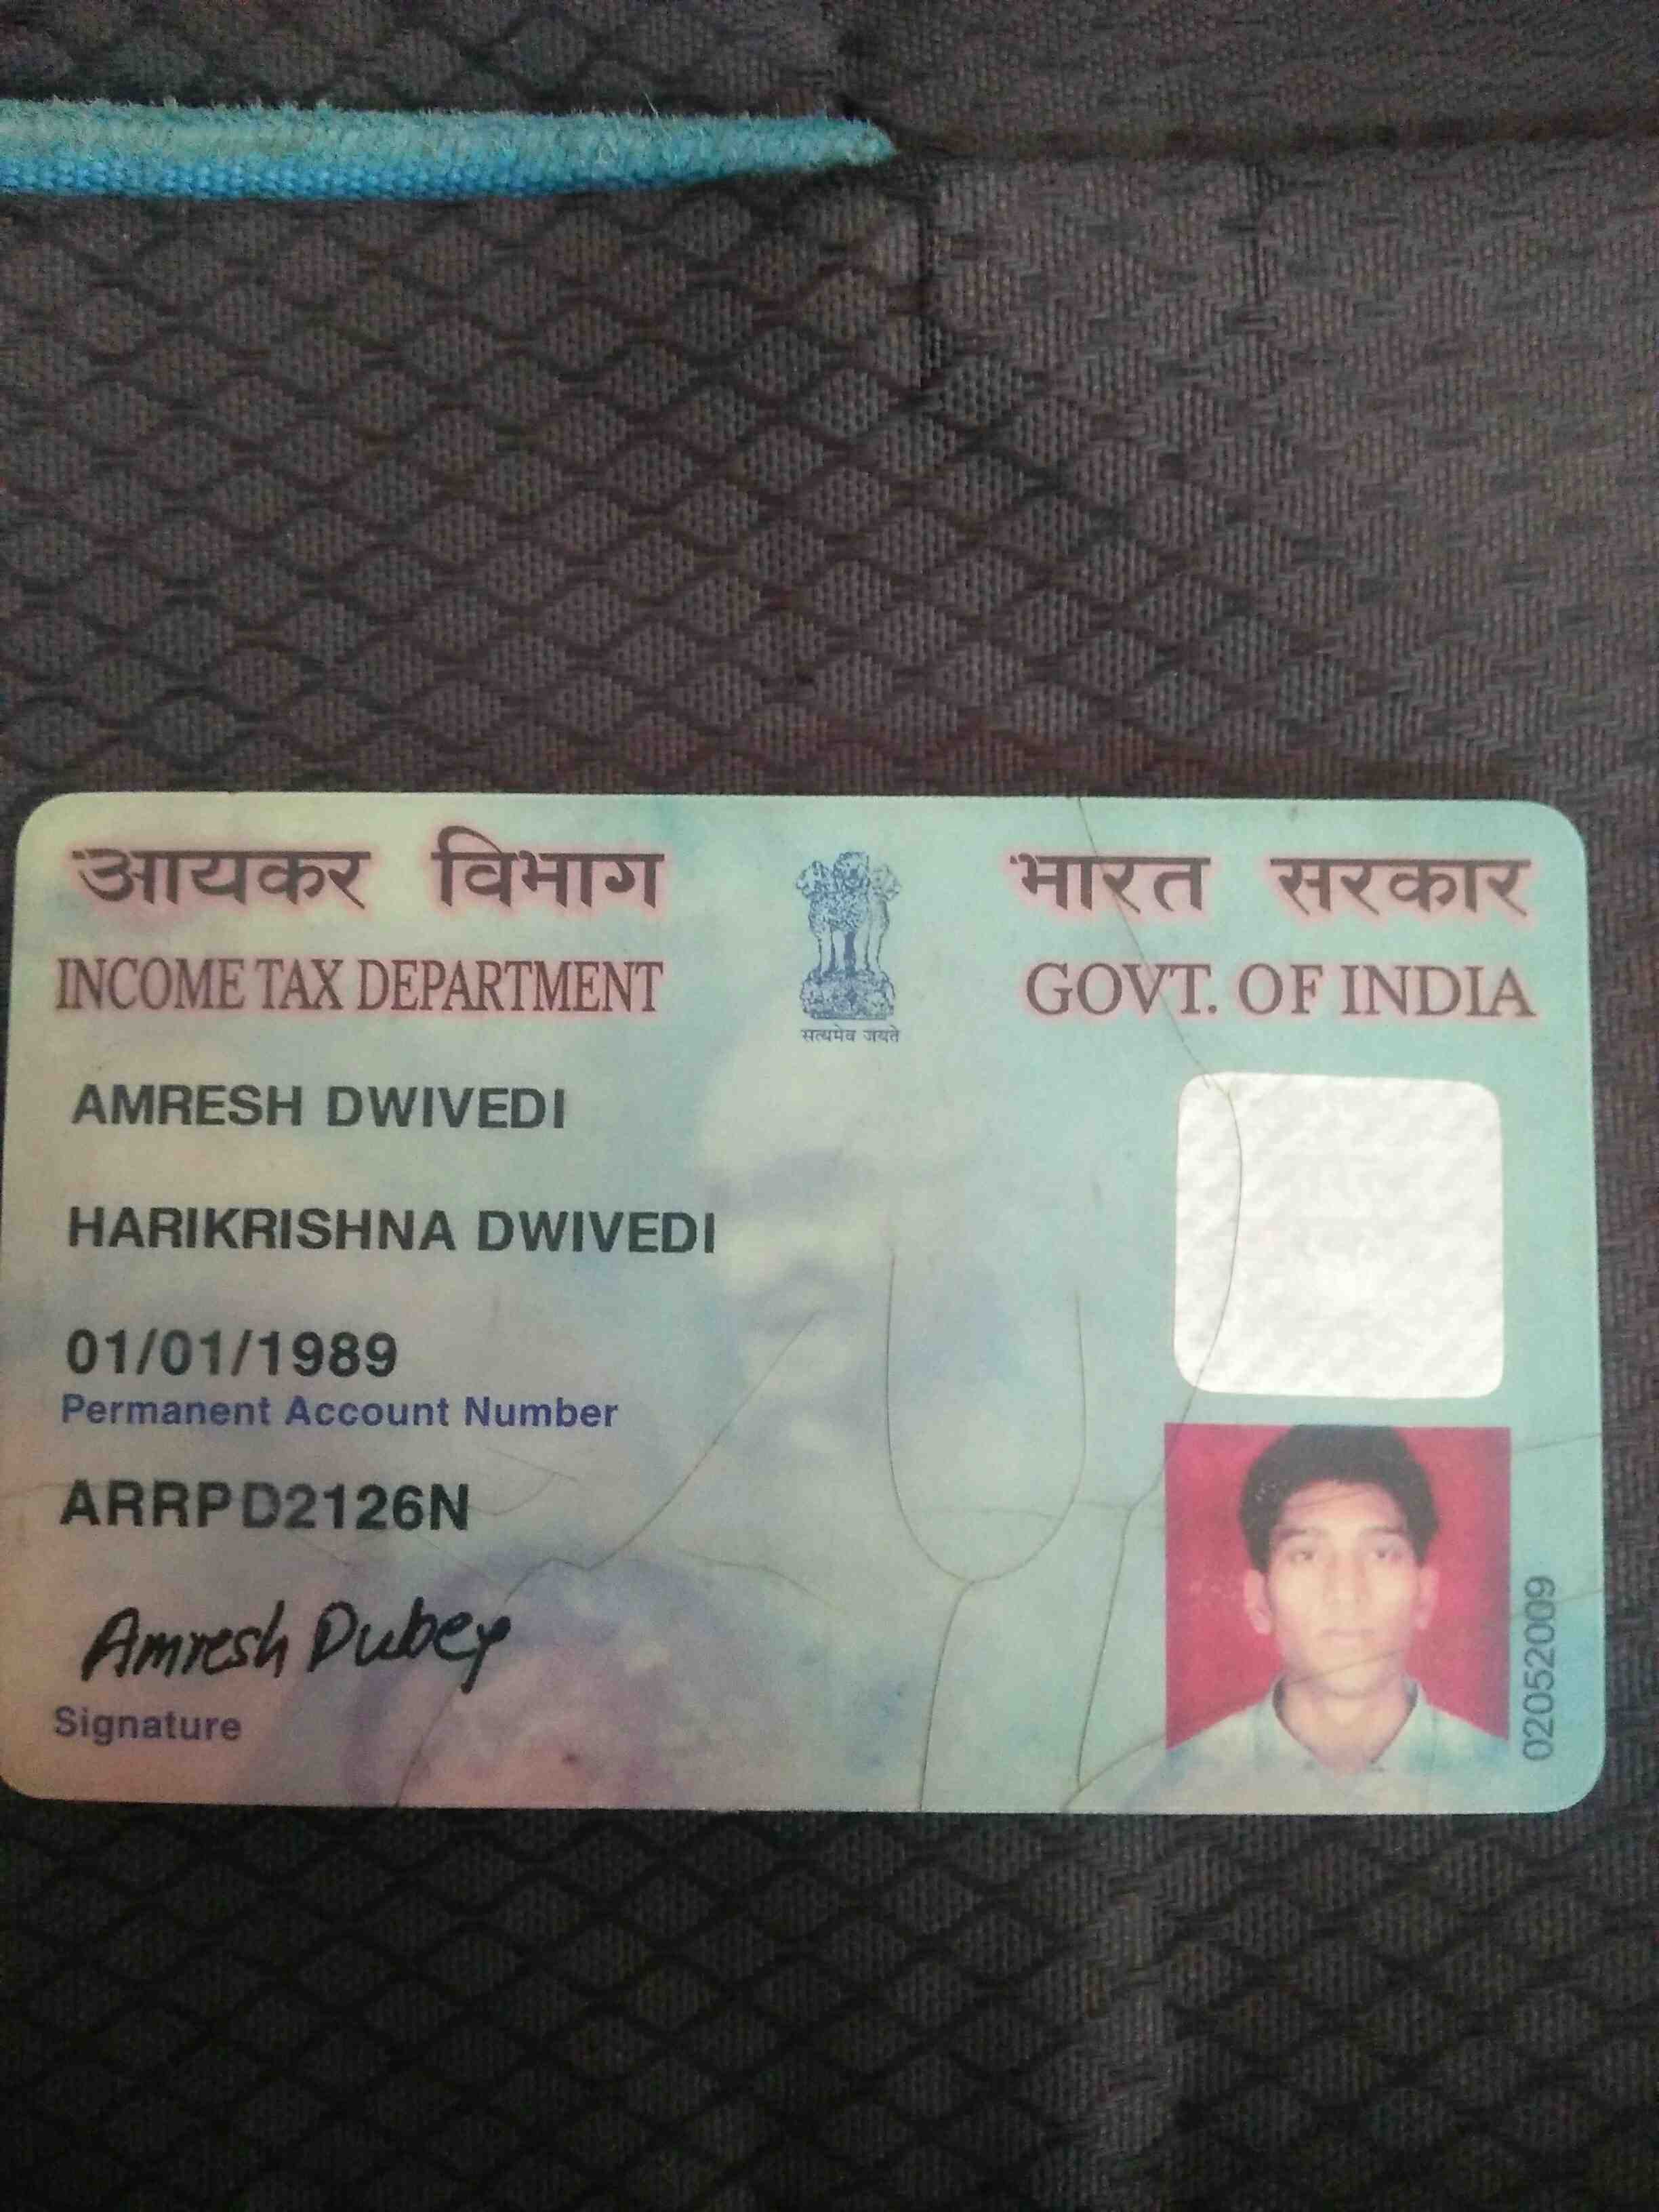 आयकर विभाग
INCOME TAX DEPARTMENT
सत्यमेव जयते
भारत सरकार
GOVT. OF INDIA
AMRESH DWIVEDI
HARIKRISHNA DWIVEDI
01/01/1989
Permanent Account Number
ARRPD2126N
Amresh Dubey
Signature
02052009